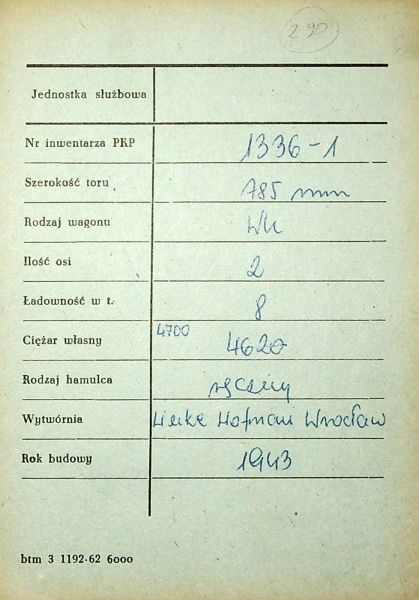 290
Jednostka służbowa
Nr inwentarza PKP 1336-1
Szerokość toru 785 mm
Rodzaj wagonu Wk
Ilość osi 2
Ładowność w t. 8
Ciężar własny 4700 4620
Rodzaj hamulca ręczny
Wytwórnia Linke Hofman Wrocław
Rok budowy 1943
btm 3 1192-62 6000